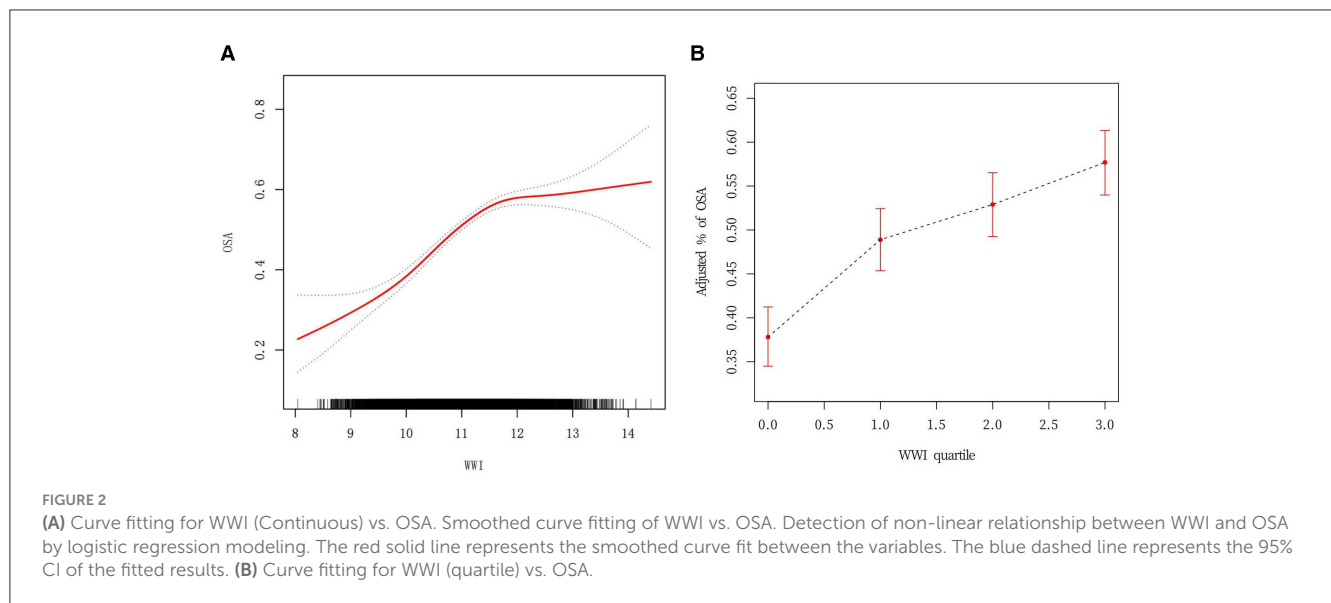 A
OSA
0.2
0.4
0.6
0.8
8 9 10 11 12 13 14
WWI
B
Adjusted % of OSA
0.35
0.40
0.45
0.50
0.55
0.60
0.65
0.0 0.5 1.0 1.5 2.0 2.5 3.0
WWI quartile
FIGURE 2
(A) Curve fitting for WWI (Continuous) vs. OSA. Smoothed curve fitting of WWI vs. OSA. Detection of non-linear relationship between WWI and OSA
by logistic regression modeling. The red solid line represents the smoothed curve fit between the variables. The blue dashed line represents the 95%
CI of the fitted results. (B) Curve fitting for WWI (quartile) vs. OSA.